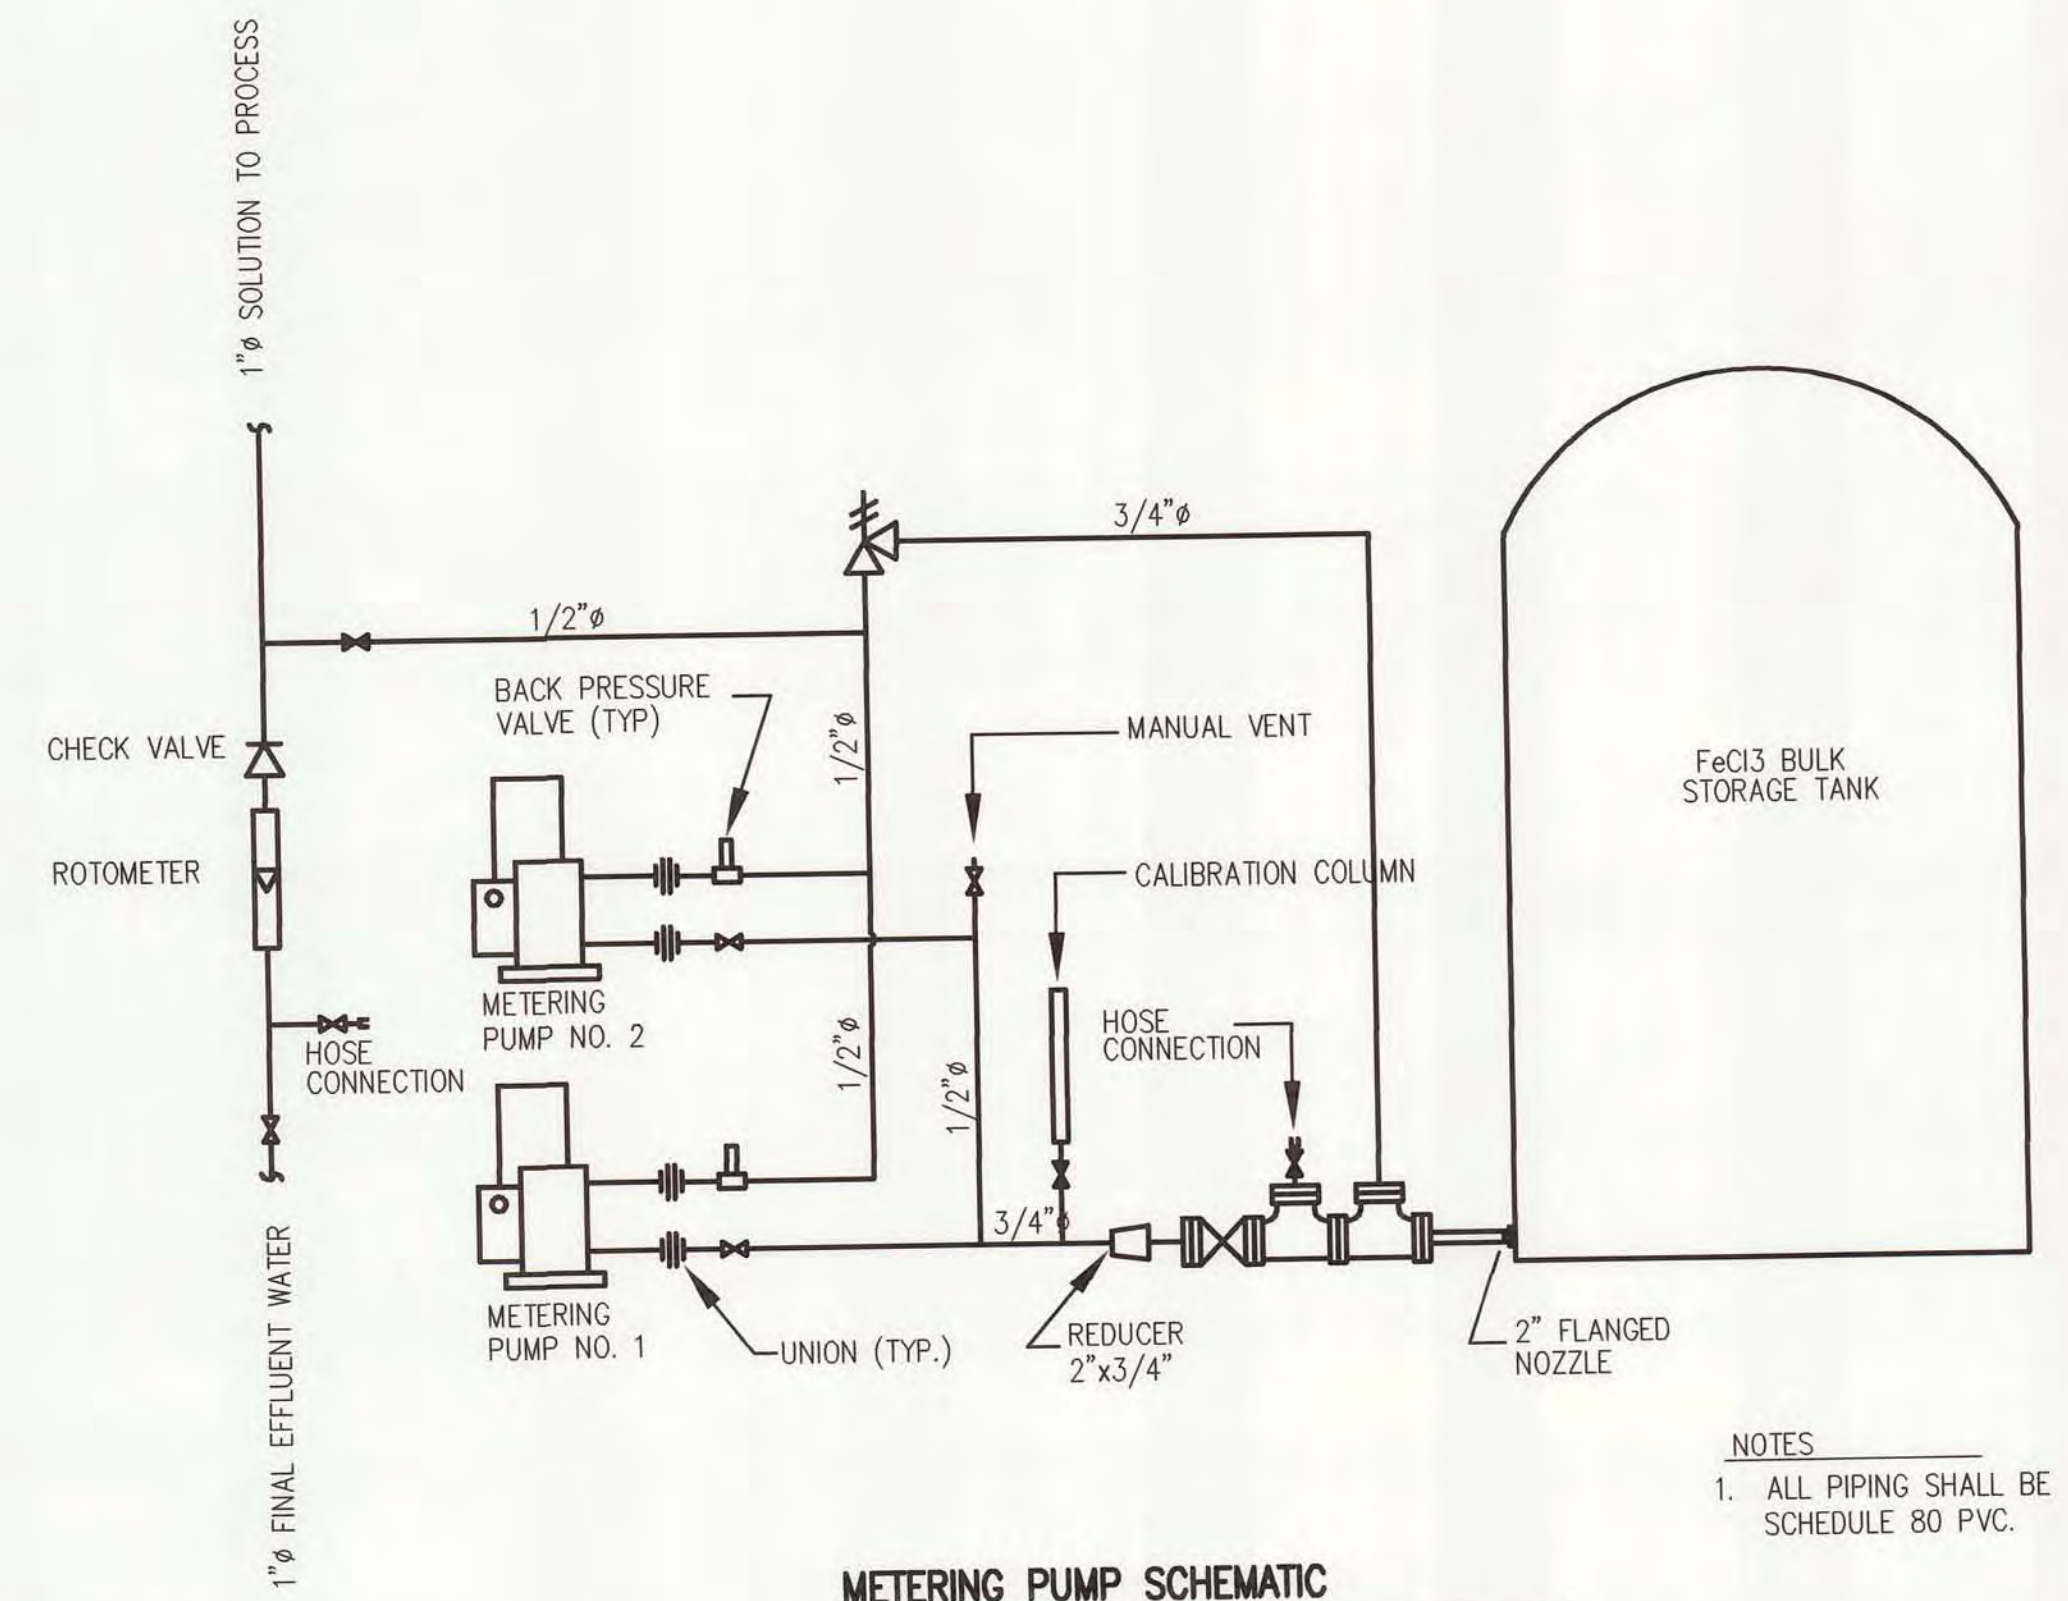 1"ø SOLUTION TO PROCESS
3/4"ø
1/2"ø
BACK PRESSURE
VALVE (TYP)
1/2"ø
MANUAL VENT
CHECK VALVE
FeCl3 BULK
STORAGE TANK
ROTOMETER
CALIBRATION COLUMN
METERING
PUMP NO. 2
HOSE
CONNECTION
1/2"ø
1/2"ø
HOSE
CONNECTION
3/4"ø
METERING
PUMP NO. 1
UNION (TYP.)
REDUCER
2"x3/4"
2" FLANGED
NOZZLE
1"ø FINAL EFFLUENT WATER
NOTES
1. ALL PIPING SHALL BE
SCHEDULE 80 PVC.
METERING PUMP SCHEMATIC